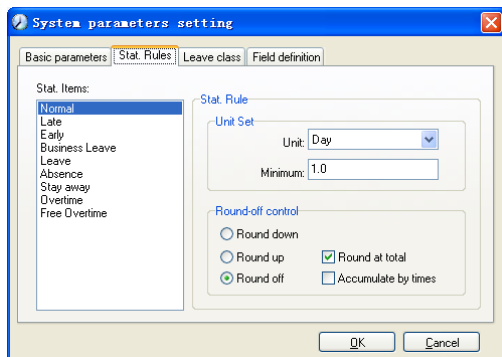 System parameters setting
Basic parameters Stat. Rules Leave class Field definition
Stat. Items:
Normal
Late
Early
Business Leave
Leave
Absence
Stay away
Overtime
Free Overtime
Stat. Rule
Unit Set
Unit: Day
Minimum: 1.0
Round-off control
Round down
Round up Round at total
Round off Accumulate by times
OK Cancel